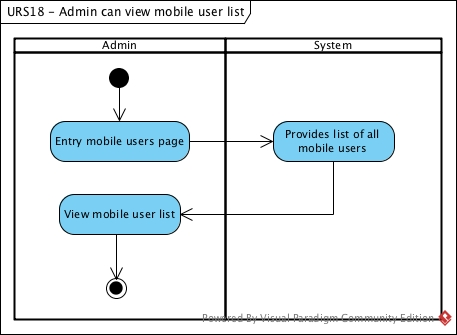 URS18 - Admin can view mobile user list
Admin
System
Entry mobile users page
Provides list of all
mobile users
View mobile user list
Powered By Visual Paradigm Community Edition